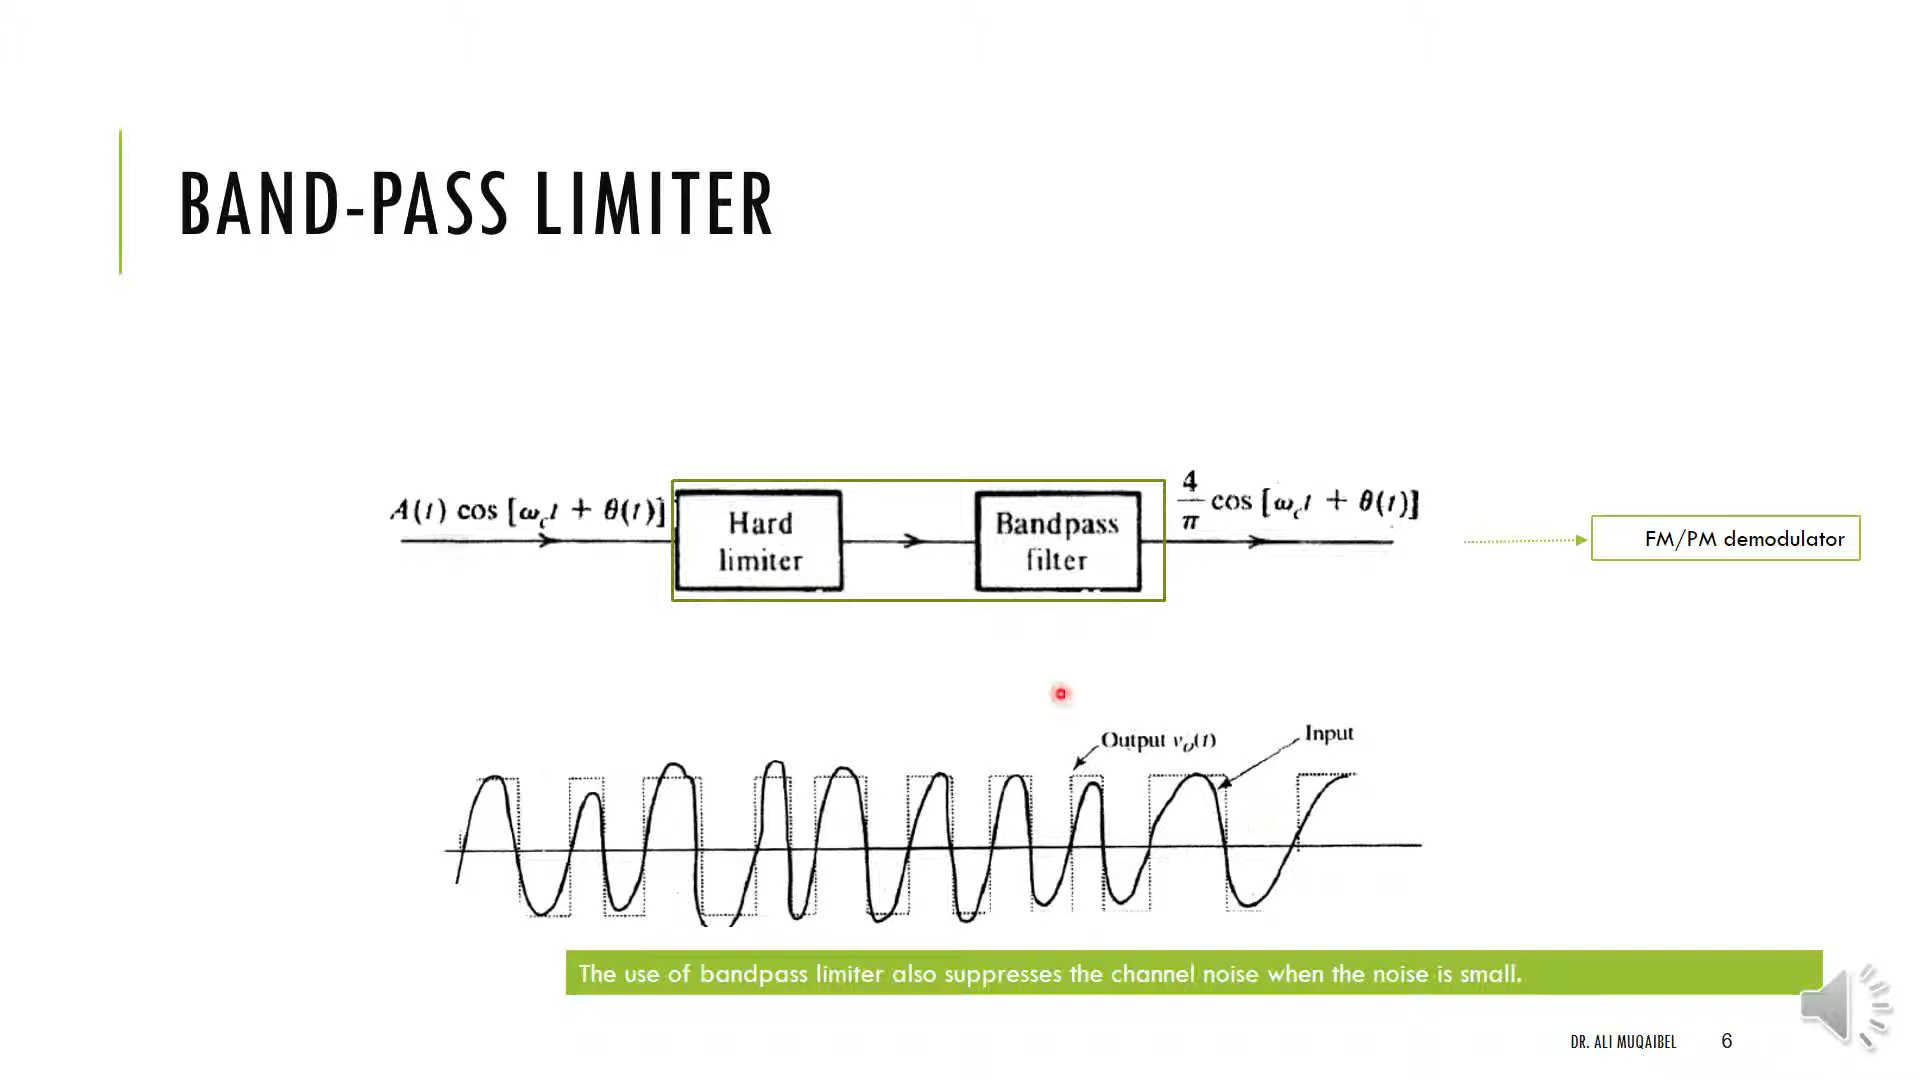 BAND-PASS LIMITER
A(t) cos [ω_c t + θ(t)]
Hard
limiter
Bandpass
filter
4/π cos [ω_c t + θ(t)]
FM/PM demodulator
Output v_o(t)
Input
The use of bandpass limiter also suppresses the channel noise when the noise is small.
DR. ALI MUQAIBEL 6